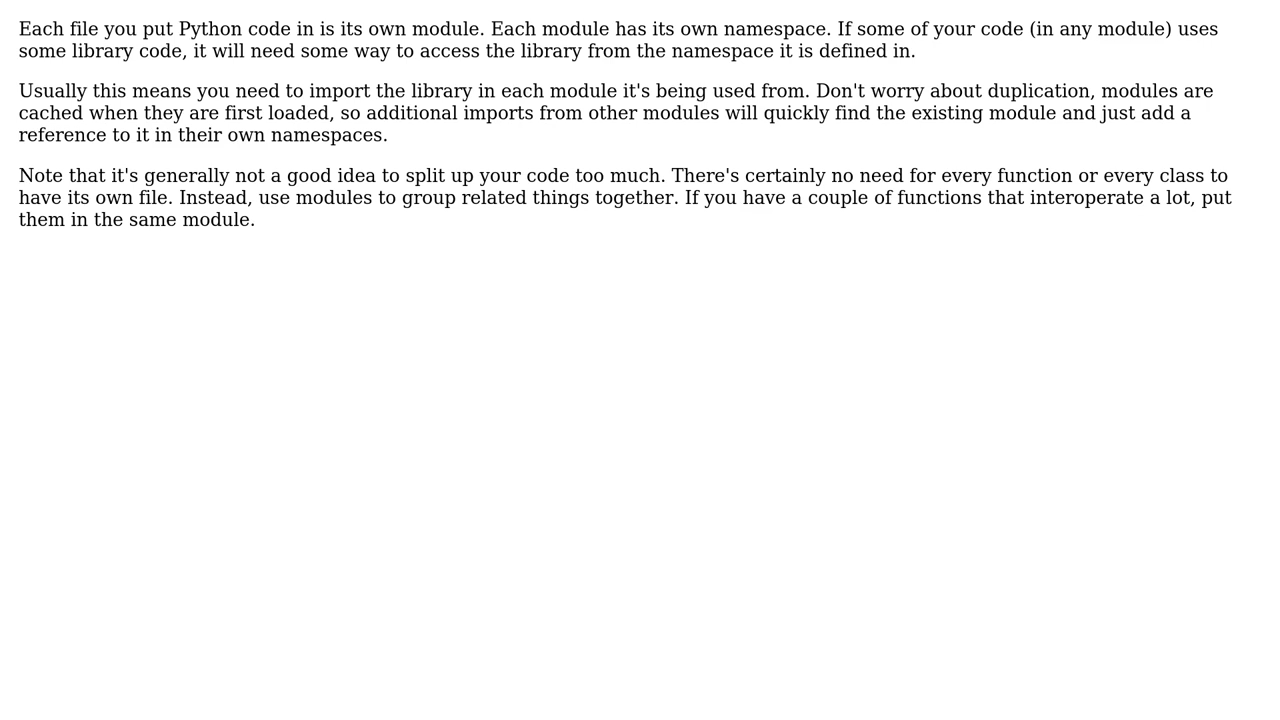 Each file you put Python code in is its own module. Each module has its own namespace. If some of your code (in any module) uses
some library code, it will need some way to access the library from the namespace it is defined in.
Usually this means you need to import the library in each module it's being used from. Don't worry about duplication, modules are
cached when they are first loaded, so additional imports from other modules will quickly find the existing module and just add a
reference to it in their own namespaces.
Note that it's generally not a good idea to split up your code too much. There's certainly no need for every function or every class to
have its own file. Instead, use modules to group related things together. If you have a couple of functions that interoperate a lot, put
them in the same module.